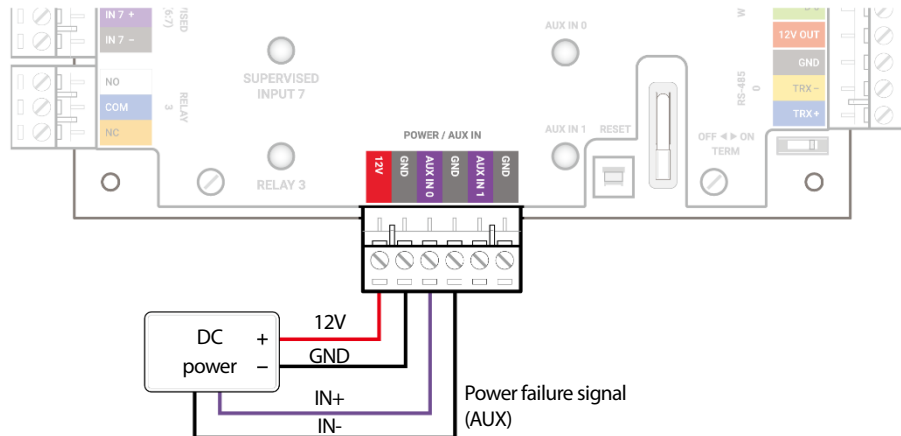 IN 7 +
IN 7 −
NO
COM
NC
RELAY
3
SUPERVISED
INPUT 7
RELAY 3
POWER / AUX IN
12V
GND
AUX IN 0
GND
AUX IN 1
GND
AUX IN 0
AUX IN 1
RESET
OFF ◄ ► ON
TERM
W
RS-485
0
12V OUT
GND
TRX −
TRX +
DC
power
+
−
12V
GND
IN+
IN-
Power failure signal
(AUX)